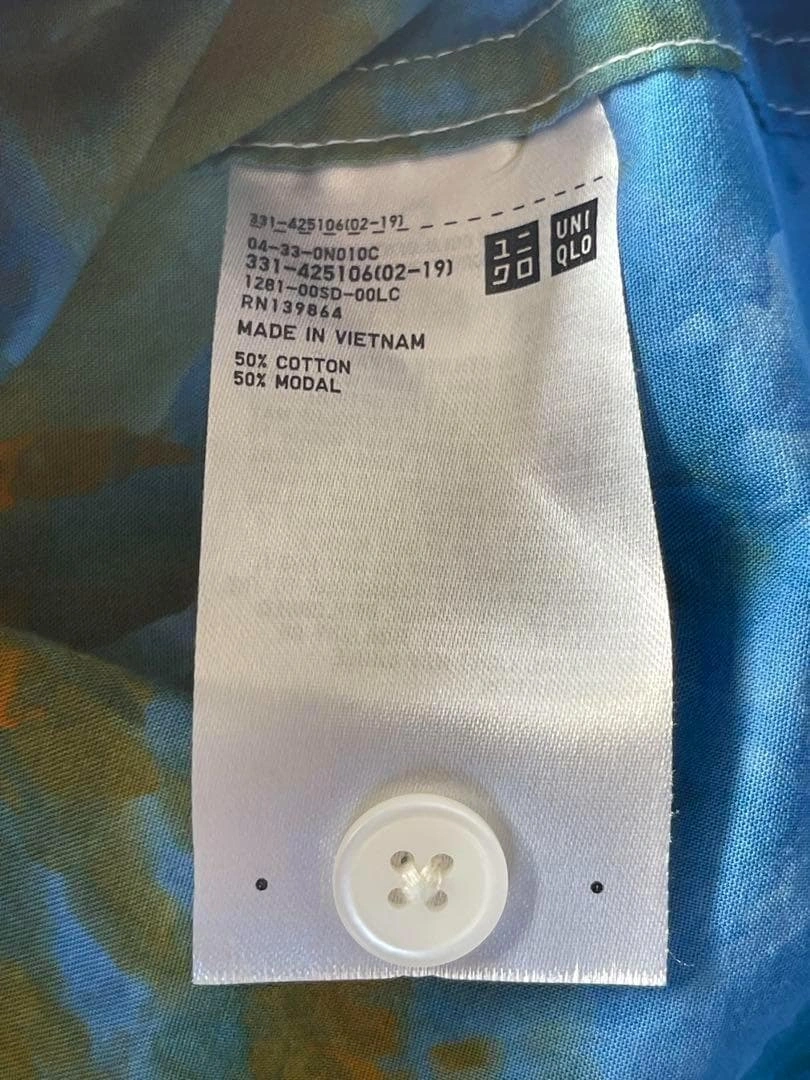 331-425106(02-19)
04-33-0N010C
331-425106(02-19)
1281-00SD-00LC
RN139864
MADE IN VIETNAM
50% COTTON
50% MODAL
ユニ
クロ
UNI
QLO